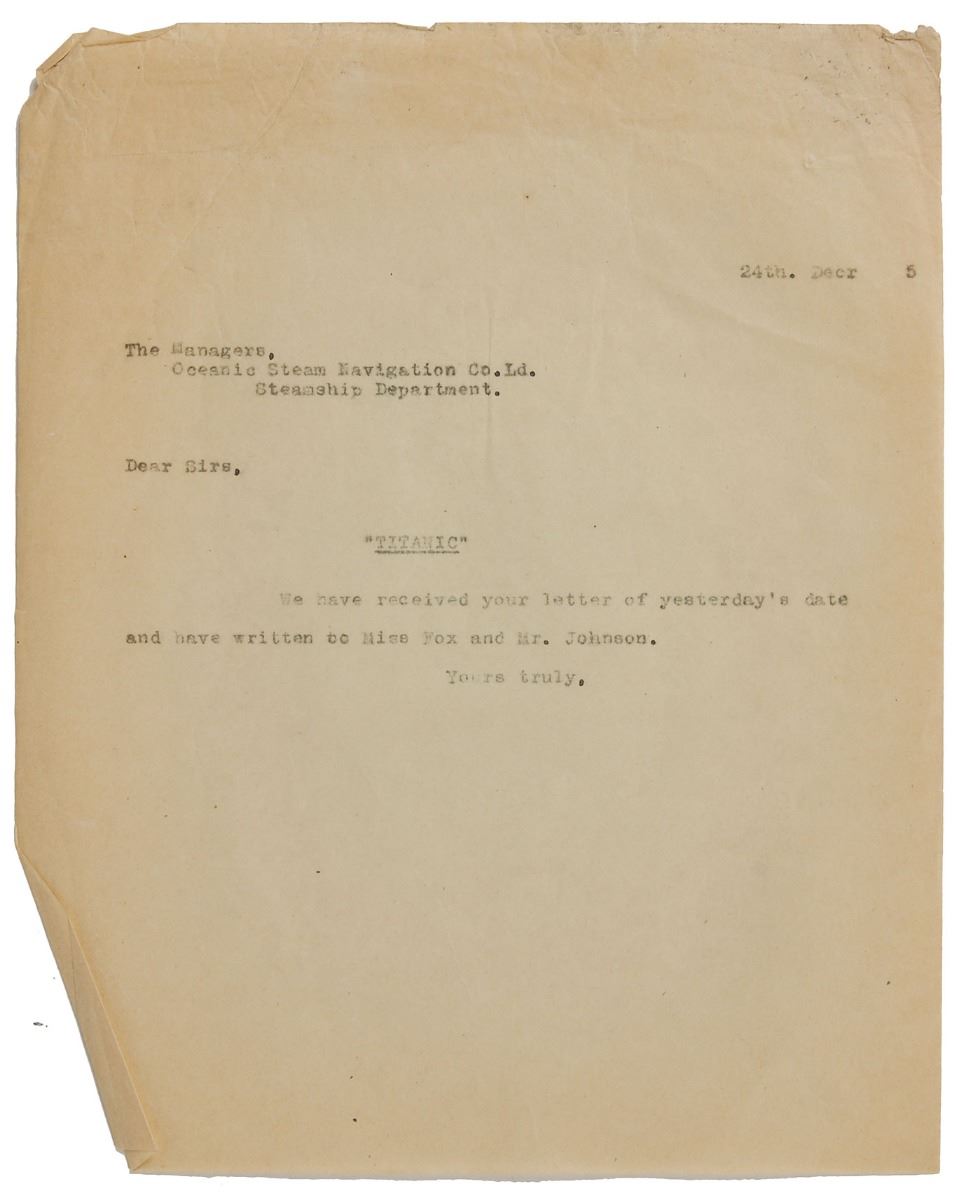 24th. Decr 5
The Managers,
Oceanic Steam Navigation Co.Ld.
Steamship Department.
Dear Sirs,
"TITANIC"
We have received your letter of yesterday's date
and have written to Miss Fox and Mr. Johnson.
Yours truly,